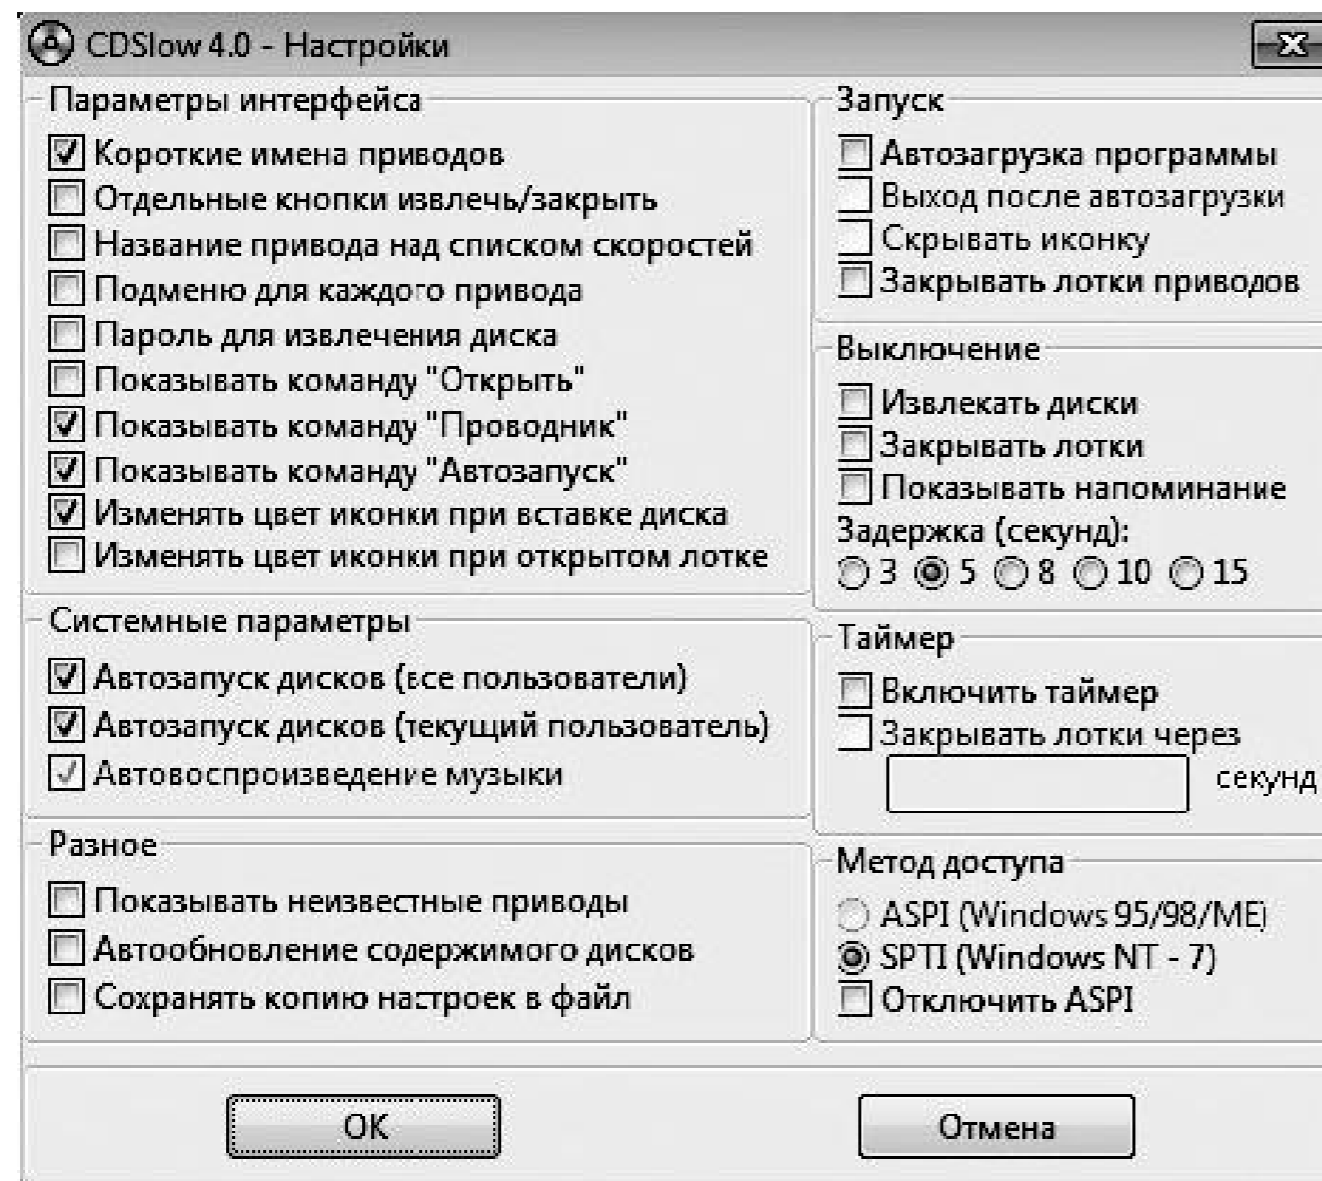 CDSlow 4.0 - Настройки
Параметры интерфейса
Короткие имена приводов
Отдельные кнопки извлечь/закрыть
Название привода над списком скоростей
Подменю для каждого привода
Пароль для извлечения диска
Показывать команду "Открыть"
Показывать команду "Проводник"
Показывать команду "Автозапуск"
Изменять цвет иконки при вставке диска
Изменять цвет иконки при открытом лотке
Системные параметры
Автозапуск дисков (все пользователи)
Автозапуск дисков (текущий пользователь)
Автовоспроизведение музыки
Разное
Показывать неизвестные приводы
Автообновление содержимого дисков
Сохранять копию настроек в файл
Запуск
Автозагрузка программы
Выход после автозагрузки
Скрывать иконку
Закрывать лотки приводов
Выключение
Извлекать диски
Закрывать лотки
Показывать напоминание
Задержка (секунд):
3 5 8 10 15
Таймер
Включить таймер
Закрывать лотки через
секунд
Метод доступа
ASPI (Windows 95/98/ME)
SPTI (Windows NT - 7)
Отключить ASPI
OK
Отмена